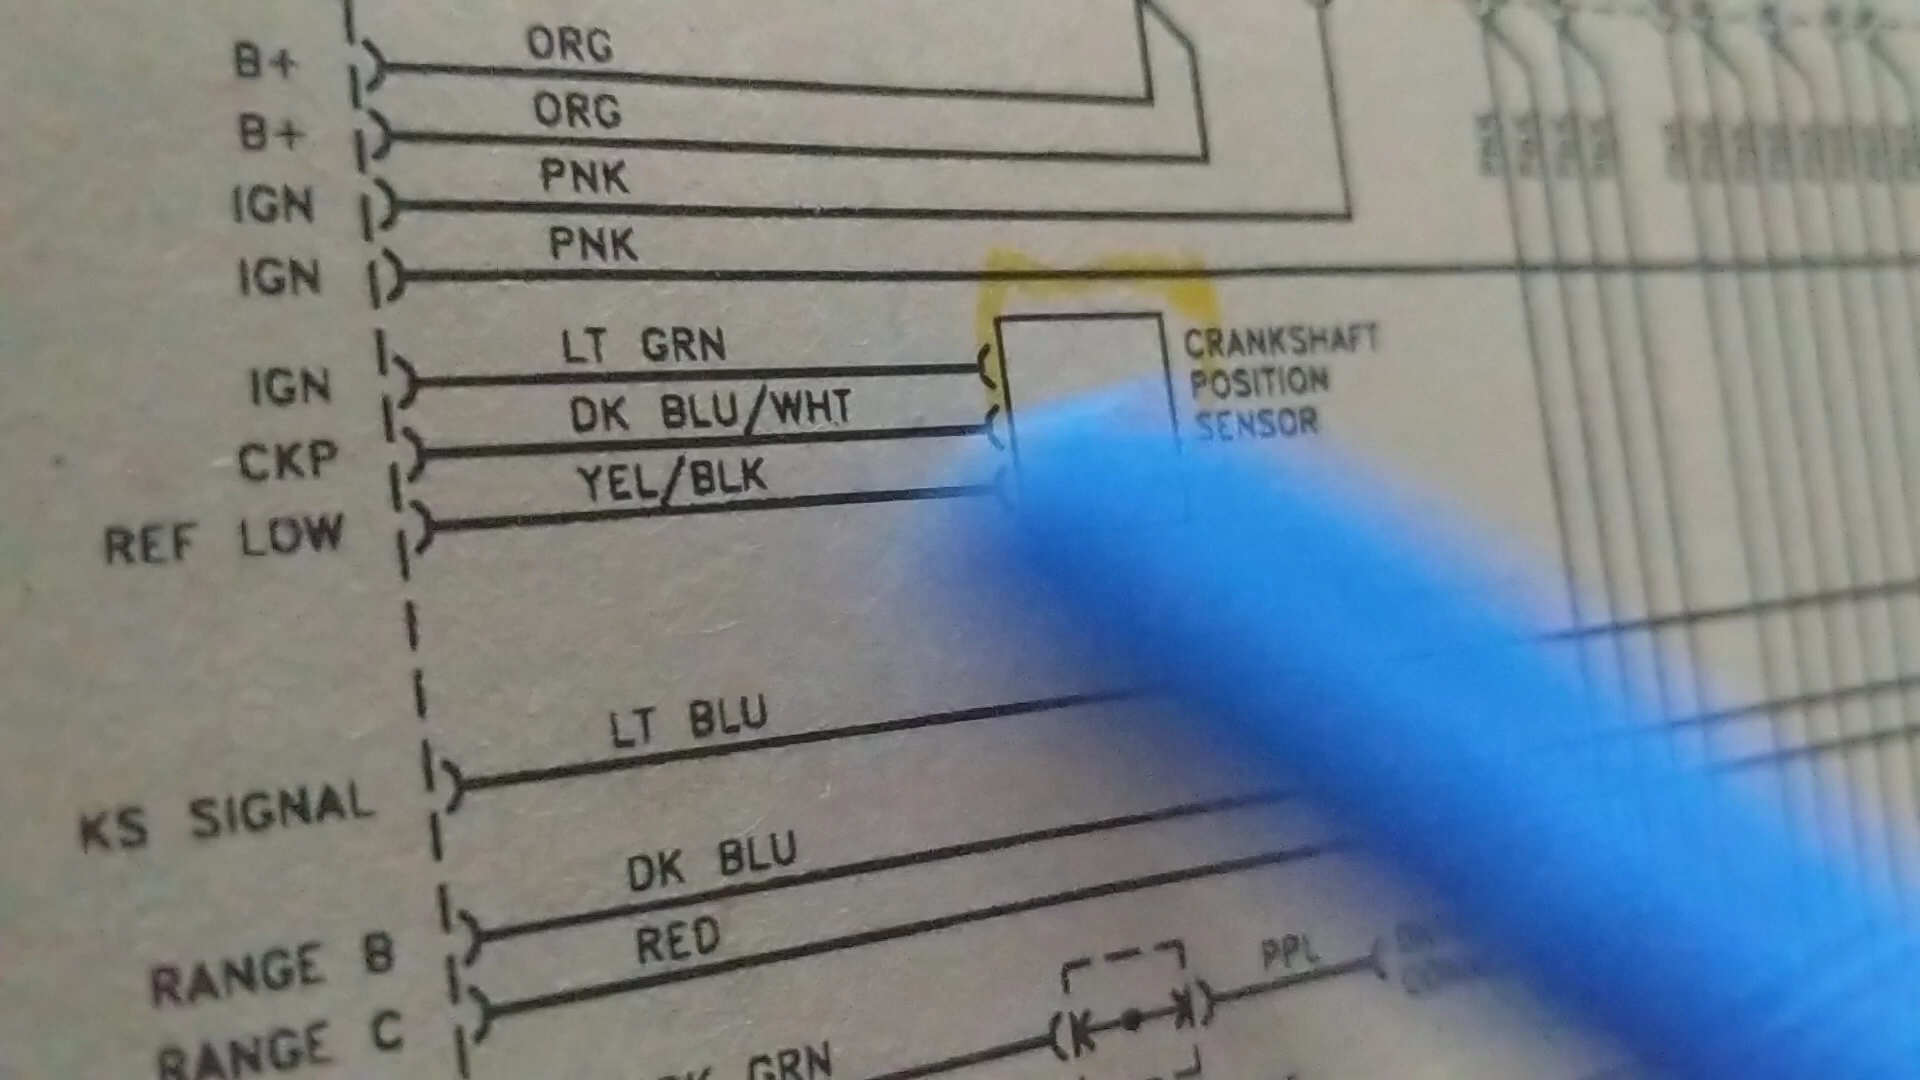 B+ ORG
B+ ORG
IGN PNK
IGN PNK
IGN LT GRN
CKP DK BLU/WHT
REF LOW YEL/BLK
CRANKSHAFT
POSITION
SENSOR
KS SIGNAL LT BLU
RANGE B DK BLU
RANGE C RED
PPL
GRN